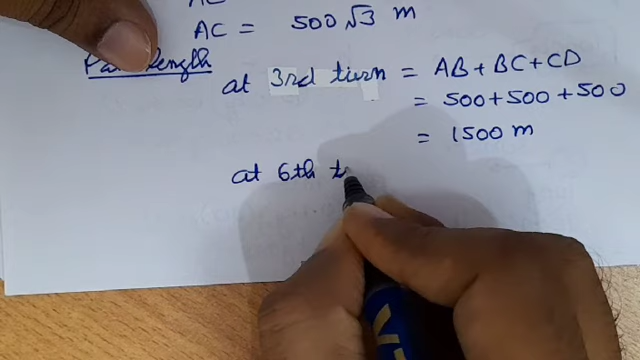 AC = 500√3 m
Path length
at 3rd turn = AB + BC + CD
= 500 + 500 + 500
= 1500 m
at 6th t